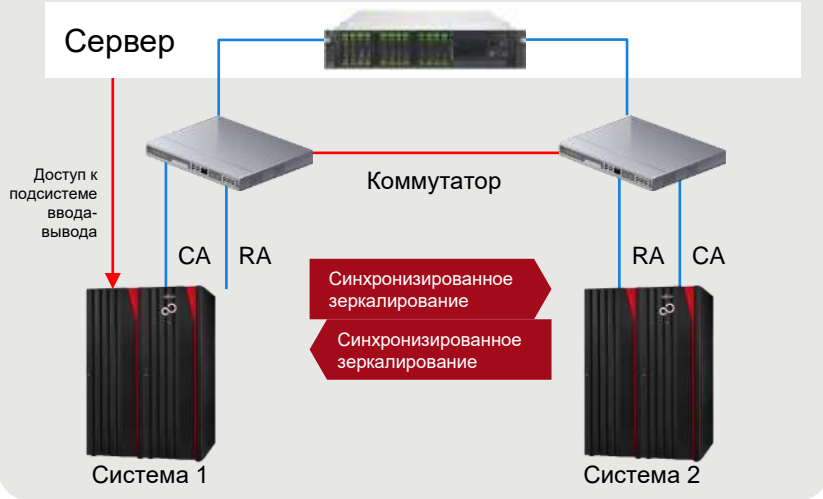 Сервер
Доступ к
подсистеме
ввода-
вывода
Коммутатор
CA
RA
RA
CA
Синхронизированное
зеркалирование
Синхронизированное
зеркалирование
Система 1
Система 2